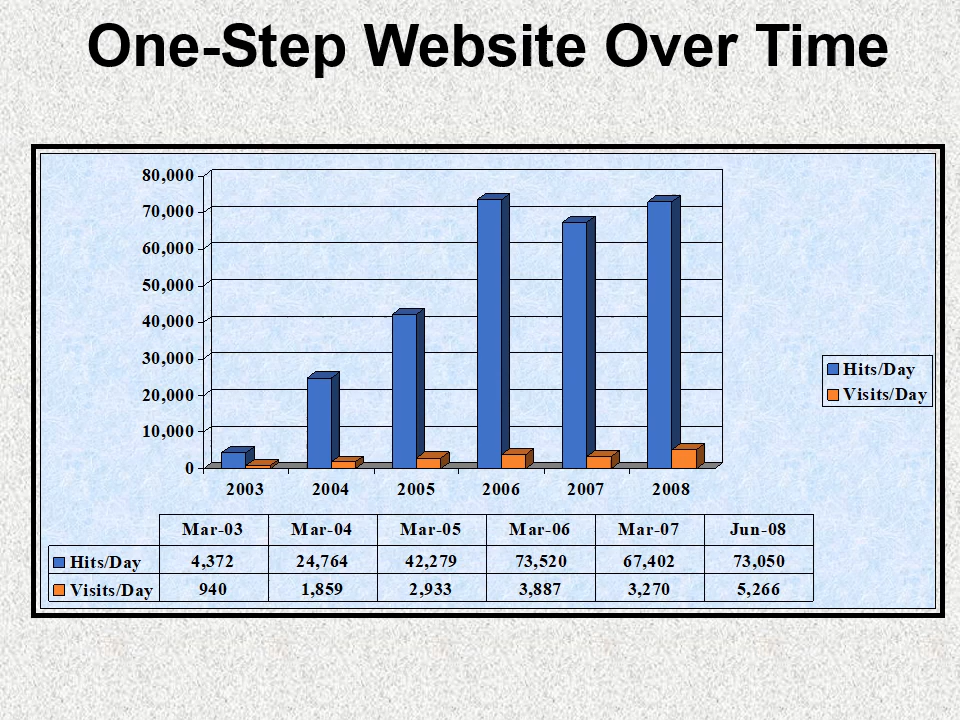 One-Step Website Over Time
80,000
70,000
60,000
50,000
40,000
30,000
20,000
10,000
0
2003 2004 2005 2006 2007 2008
Hits/Day
Visits/Day
Mar-03 Mar-04 Mar-05 Mar-06 Mar-07 Jun-08
Hits/Day 4,372 24,764 42,279 73,520 67,402 73,050
Visits/Day 940 1,859 2,933 3,887 3,270 5,266